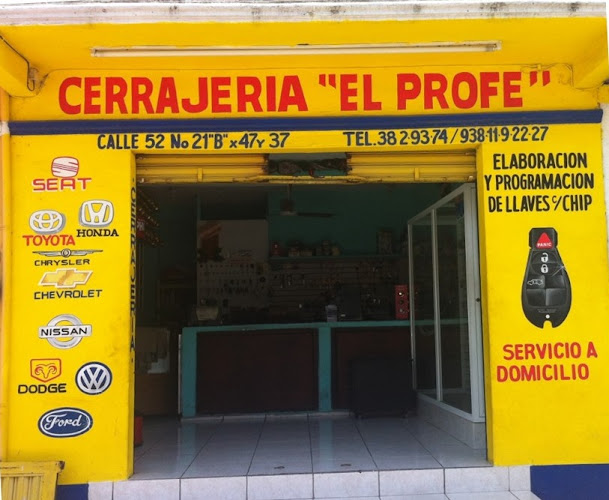 CERRAJERIA "EL PROFE"
CALLE 52 No 21"B" x 47 Y 37
TEL. 38 2-93-74 / 938-11-9-22-27
SEAT
TOYOTA
HONDA
CHRYSLER
CHEVROLET
NISSAN
DODGE
Ford
ELABORACION
Y PROGRAMACION
DE LLAVES c/CHIP
PANIC
SERVICIO A
DOMICILIO